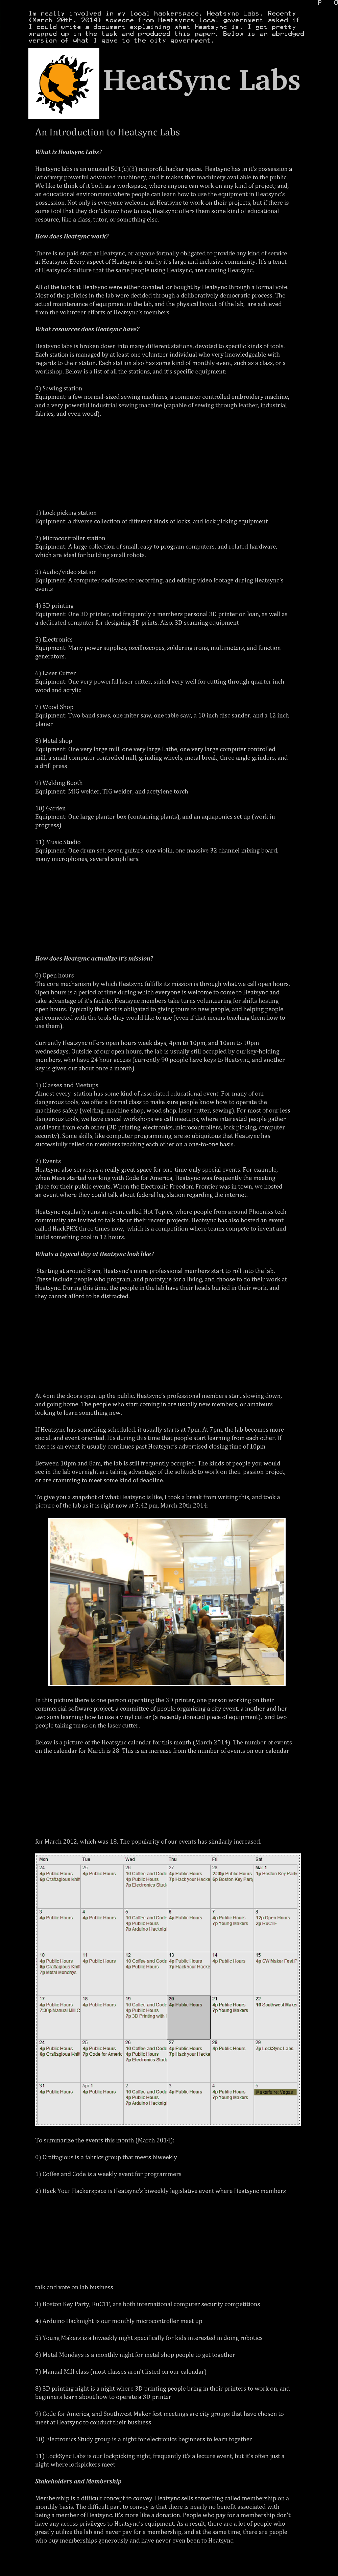 P 0
Im really involved in my local hackerspace, Heatsync Labs. Recenty
(March 20th, 2014) someone from Heatsyncs local government asked if
I could write a document explaining what Heatsync is. I got pretty
wrapped up in the task and produced this paper. Below is an abridged
version of what I gave to the city government.
HeatSync Labs
An Introduction to Heatsync Labs
What is Heatsync Labs?
Heatsync labs is an unusual 501(c)(3) nonprofit hacker space. Heatsync has in it's possession a
lot of very powerful advanced machinery, and it makes that machinery available to the public.
We like to think of it both as a workspace, where anyone can work on any kind of project; and,
an educational environment where people can learn how to use the equipment in Heatsync's
possession. Not only is everyone welcome at Heatsync to work on their projects, but if there is
some tool that they don't know how to use, Heatsync offers them some kind of educational
resource, like a class, tutor, or something else.
How does Heatsync work?
There is no paid staff at Heatsync, or anyone formally obligated to provide any kind of service
at Heatsync. Every aspect of Heatsync is run by it's large and inclusive community. It's a tenet
of Heatsync's culture that the same people using Heatsync, are running Heatsync.
All of the tools at Heatsync were either donated, or bought by Heatsync through a formal vote.
Most of the policies in the lab were decided through a deliberatively democratic process. The
actual maintenance of equipment in the lab, and the physical layout of the lab, are achieved
from the volunteer efforts of Heatsync's members.
What resources does Heatsync have?
Heatsync labs is broken down into many different stations, devoted to specific kinds of tools.
Each station is managed by at least one volunteer individual who very knowledgeable with
regards to their station. Each station also has some kind of monthly event, such as a class, or a
workshop. Below is a list of all the stations, and it's specific equipment:
0) Sewing station
Equipment: a few normal-sized sewing machines, a computer controlled embroidery machine,
and a very powerful industrial sewing machine (capable of sewing through leather, industrial
fabrics, and even wood).
1) Lock picking station
Equipment: a diverse collection of different kinds of locks, and lock picking equipment
2) Microcontroller station
Equipment: A large collection of small, easy to program computers, and related hardware,
which are ideal for building small robots.
3) Audio/video station
Equipment: A computer dedicated to recording, and editing video footage during Heatsync's
events
4) 3D printing
Equipment: One 3D printer, and frequently a members personal 3D printer on loan, as well as
a dedicated computer for designing 3D prints. Also, 3D scanning equipment
5) Electronics
Equipment: Many power supplies, oscilloscopes, soldering irons, multimeters, and function
generators.
6) Laser Cutter
Equipment: One very powerful laser cutter, suited very well for cutting through quarter inch
wood and acrylic
7) Wood Shop
Equipment: Two band saws, one miter saw, one table saw, a 10 inch disc sander, and a 12 inch
planer
8) Metal shop
Equipment: One very large mill, one very large Lathe, one very large computer controlled
mill, a small computer controlled mill, grinding wheels, metal break, three angle grinders, and
a drill press
9) Welding Booth
Equipment: MIG welder, TIG welder, and acetylene torch
10) Garden
Equipment: One large planter box (containing plants), and an aquaponics set up (work in
progress)
11) Music Studio
Equipment: One drum set, seven guitars, one violin, one massive 32 channel mixing board,
many microphones, several amplifiers.
How does Heatsync actualize it's mission?
0) Open hours
The core mechanism by which Heatsync fulfills its mission is through what we call open hours.
Open hours is a period of time during which everyone is welcome to come to Heatsync and
take advantage of it's facility. Heatsync members take turns volunteering for shifts hosting
open hours. Typically the host is obligated to giving tours to new people, and helping people
get connected with the tools they would like to use (even if that means teaching them how to
use them).
Currently Heatsync offers open hours week days, 4pm to 10pm, and 10am to 10pm
wednesdays. Outside of our open hours, the lab is usually still occupied by our key-holding
members, who have 24 hour access (currently 90 people have keys to Heatsync, and another
key is given out about once a month).
1) Classes and Meetups
Almost every station has some kind of associated educational event. For many of our
dangerous tools, we offer a formal class to make sure people know how to operate the
machines safely (welding, machine shop, wood shop, laser cutter, sewing). For most of our less
dangerous tools, we have casual workshops we call meetups, where interested people gather
and learn from each other (3D printing, electronics, microcontrollers, lock picking, computer
security). Some skills, like computer programming, are so ubiquitous that Heatsync has
successfully relied on members teaching each other on a one-to-one basis.
2) Events
Heatsync also serves as a really great space for one-time-only special events. For example,
when Mesa started working with Code for America, Heatsync was frequently the meeting
place for their public events. When the Electronic Freedom Frontier was in town, we hosted
an event where they could talk about federal legislation regarding the internet.
Heatsync regularly runs an event called Hot Topics, where people from around Phoenixs tech
community are invited to talk about their recent projects. Heatsync has also hosted an event
called HackPHX three times now, which is a competition where teams compete to invest and
build something cool in 12 hours.
Whats a typical day at Heatsync look like?
Starting at around 8 am, Heatsync's more professional members start to roll into the lab.
These include people who program, and prototype for a living, and choose to do their work at
Heatsync. During this time, the people in the lab have their heads buried in their work, and
they cannot afford to be distracted.
At 4pm the doors open up the public. Heatsync's professional members start slowing down,
and going home. The people who start coming in are usually new members, or amateurs
looking to learn something new.
If Heatsync has something scheduled, it usually starts at 7pm. At 7pm, the lab becomes more
social, and event oriented. It's during this time that people start learning from each other. If
there is an event it usually continues past Heatsync's advertised closing time of 10pm.
Between 10pm and 8am, the lab is still frequently occupied. The kinds of people you would
see in the lab overnight are taking advantage of the solitude to work on their passion project,
or are cramming to meet some kind of deadline.
To give you a snapshot of what Heatsync is like, I took a break from writing this, and took a
picture of the lab as it is right now at 5:42 pm, March 20th 2014:
In this picture there is one person operating the 3D printer, one person working on their
commercial software project, a committee of people organizing a city event, a mother and her
two sons learning how to use a vinyl cutter (a recently donated piece of equipment), and two
people taking turns on the laser cutter.
Below is a picture of the Heatsync calendar for this month (March 2014). The number of events
on the calendar for March is 28. This is an increase from the number of events on our calendar
for March 2012, which was 18. The popularity of our events has similarly increased.
Mon Tue Wed Thu Fri Sat
24 25 26 27 28 Mar 1
4p Public Hours 4p Public Hours 10 Coffee and Code 4p Public Hours 2:30p Public Hours 1p Boston Key Party
6p Craftagious Knitt 4p Public Hours 7p Hack your Hacke 6p Boston Key Party
7p Electronics Study
3 4 5 6 7 8
4p Public Hours 4p Public Hours 10 Coffee and Code 4p Public Hours 4p Public Hours 12p Open Hours
4p Public Hours 7p Young Makers 2p RuCTF
7p Arduino Hacknig
10 11 12 13 14 15
4p Public Hours 4p Public Hours 10 Coffee and Code 4p Public Hours 4p Public Hours 4p SW Maker Fest P
6p Craftagious Knitt 4p Public Hours 7p Hack your Hacke
7p Metal Mondays
17 18 19 20 21 22
4p Public Hours 4p Public Hours 10 Coffee and Code 4p Public Hours 4p Public Hours 10 Southwest Make
7:30p Manual Mill C 4p Public Hours 7p Young Makers
7p 3D Printing with
24 25 26 27 28 29
4p Public Hours 4p Public Hours 10 Coffee and Code 4p Public Hours 4p Public Hours 7p LockSync Labs
6p Craftagious Knitt 7p Code for Americ 4p Public Hours 7p Hack your Hacke
7p Electronics Stud
31 Apr 1 2 3 4 5
4p Public Hours 4p Public Hours 10 Coffee and Code 4p Public Hours 4p Public Hours
4p Public Hours 7p Young Makers
7p Arduino Hacknig
To summarize the events this month (March 2014):
0) Craftagious is a fabrics group that meets biweekly
1) Coffee and Code is a weekly event for programmers
2) Hack Your Hackerspace is Heatsync's biweekly legislative event where Heatsync members
talk and vote on lab business
3) Boston Key Party, RuCTF, are both international computer security competitions
4) Arduino Hacknight is our monthly microcontroller meet up
5) Young Makers is a biweekly night specifically for kids interested in doing robotics
6) Metal Mondays is a monthly night for metal shop people to get together
7) Manual Mill class (most classes aren't listed on our calendar)
8) 3D printing night is a night where 3D printing people bring in their printers to work on, and
beginners learn about how to operate a 3D printer
9) Code for America, and Southwest Maker fest meetings are city groups that have chosen to
meet at Heatsync to conduct their business
10) Electronics Study group is a night for electronics beginners to learn together
11) LockSync Labs is our lockpicking night, frequently it's a lecture event, but it's often just a
night where lockpickers meet
Stakeholders and Membership
Membership is a difficult concept to convey. Heatsync sells something called membership on a
monthly basis. The difficult part to convey is that there is nearly no benefit associated with
being a member of Heatsync. It's more like a donation. People who pay for a membership don't
have any access privileges to Heatsync's equipment. As a result, there are a lot of people who
greatly utilize the lab and never pay for a membership, and at the same time, there are people
who buy memberships generously and have never even been to Heatsync.